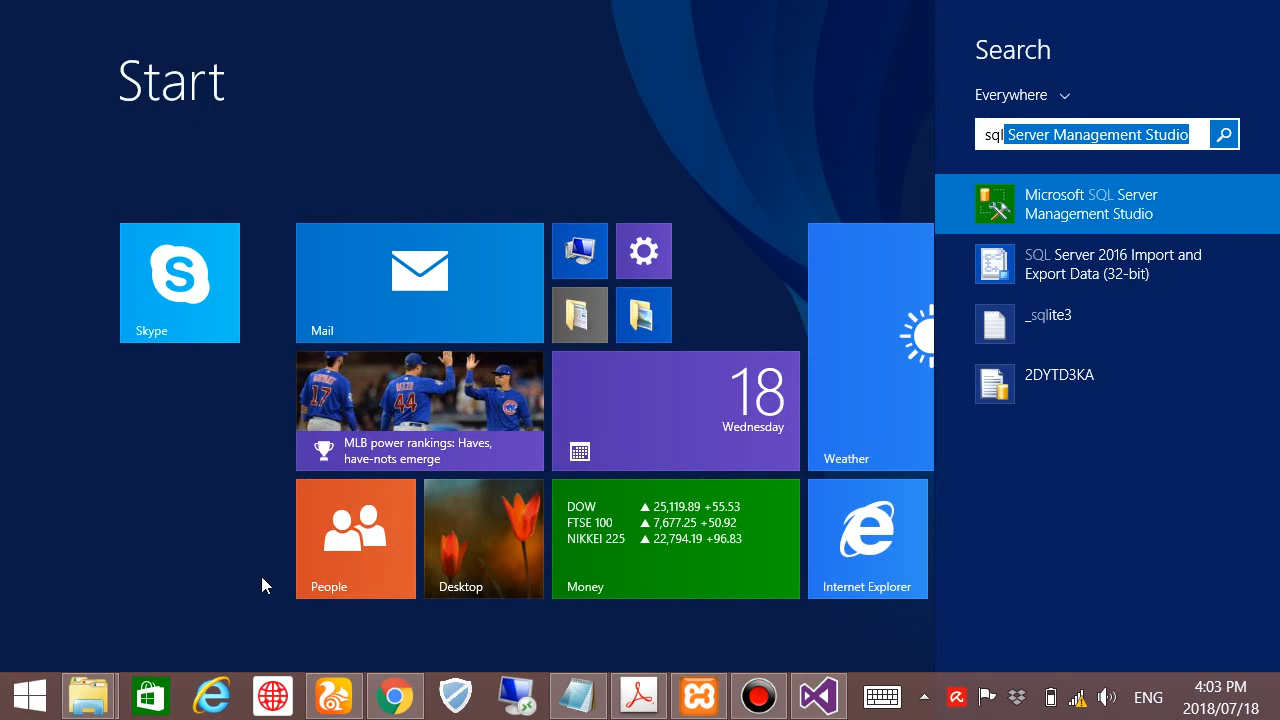 Start
Search
Everywhere
sql Server Management Studio
Microsoft SQL Server
Management Studio
SQL Server 2016 Import and
Export Data (32-bit)
_sqlite3
2DYTD3KA
Skype
Mail
17
44
MLB power rankings: Haves,
have-nots emerge
18
Wednesday
Weather
People
Desktop
DOW ▲ 25,119.89 +55.53
FTSE 100 ▲ 7,677.25 +50.92
NIKKEI 225 ▲ 22,794.19 +96.83
Money
Internet Explorer
ENG
4:03 PM
2018/07/18